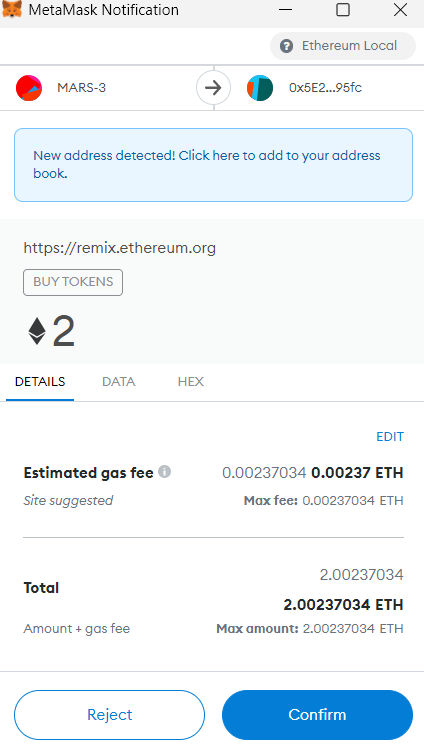 MetaMask Notification
Ethereum Local
MARS-3
0x5E2...95fc
New address detected! Click here to add to your address
book.
https://remix.ethereum.org
BUY TOKENS
2
DETAILS DATA HEX
EDIT
Estimated gas fee 0.00237034 0.00237 ETH
Site suggested Max fee: 0.00237034 ETH
2.00237034
Total
2.00237034 ETH
Amount + gas fee Max amount: 2.00237034 ETH
Reject Confirm